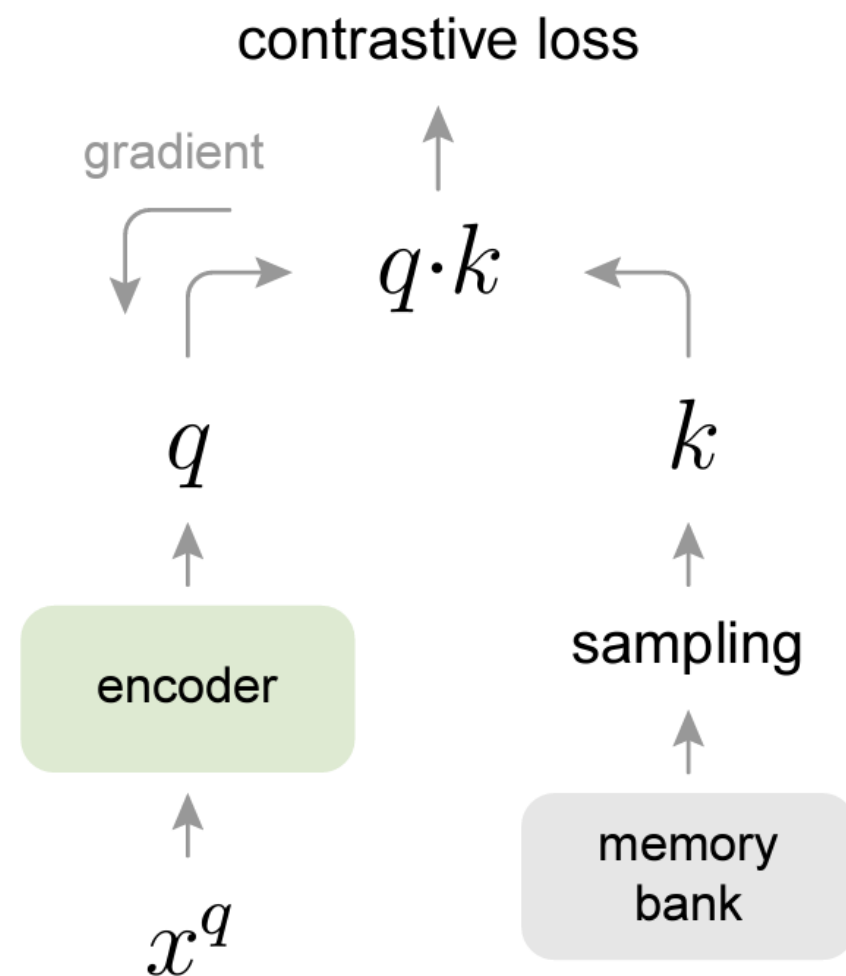 contrastive loss
gradient
q·k
q
k
encoder
sampling
memory
bank
x^q